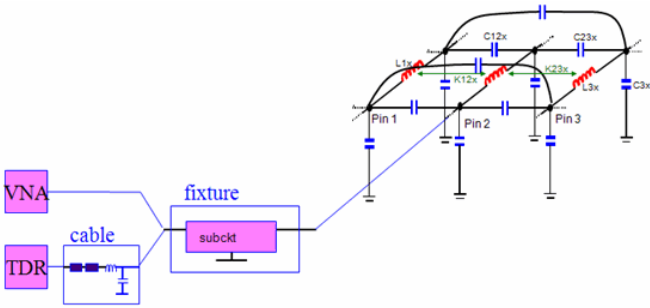 C12x
C23x
L1x
K12x
K23x
L3x
C3x
Pin 1
Pin 2
Pin 3
VNA
fixture
cable
subckt
TDR